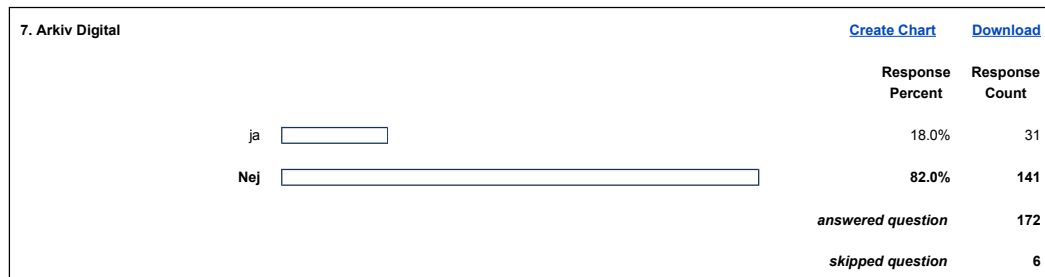 7. Arkiv Digital Create Chart Download
Response Response
Percent Count
ja 18.0% 31
Nej 82.0% 141
answered question 172
skipped question 6